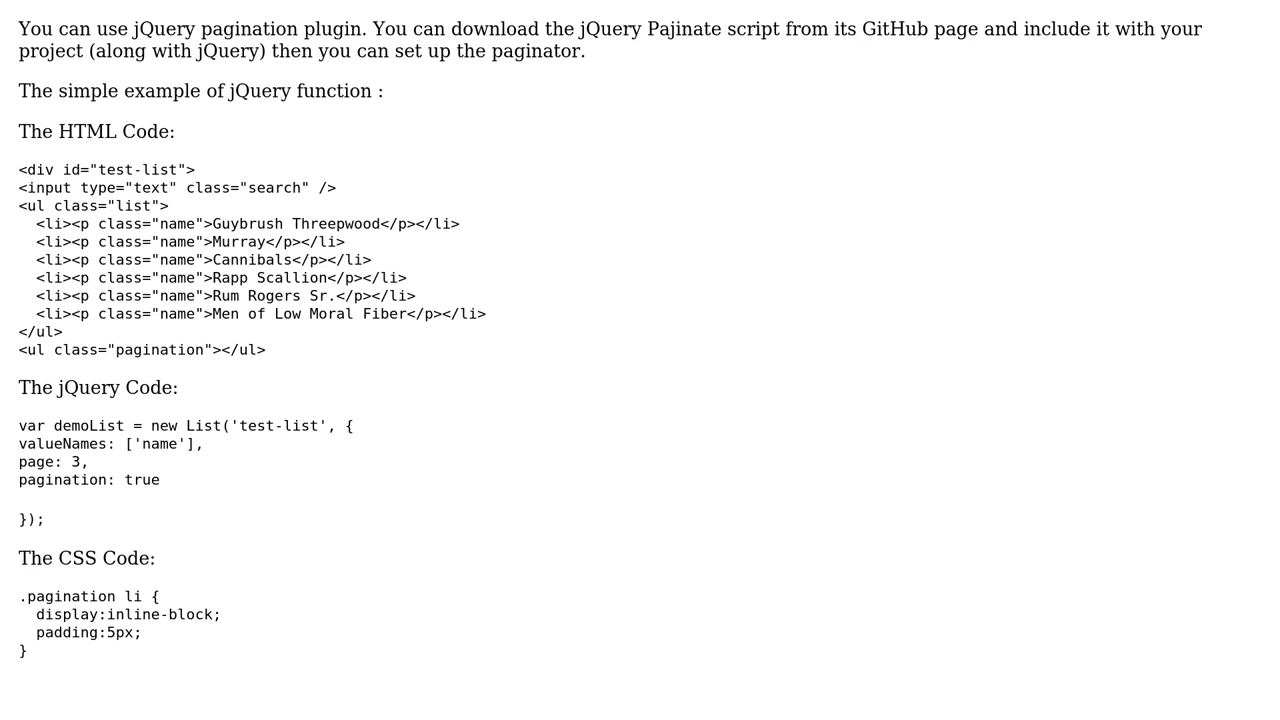 You can use jQuery pagination plugin. You can download the jQuery Pajinate script from its GitHub page and include it with your
project (along with jQuery) then you can set up the paginator.
The simple example of jQuery function :
The HTML Code:
<div id="test-list">
<input type="text" class="search" />
<ul class="list">
  <li><p class="name">Guybrush Threepwood</p></li>
  <li><p class="name">Murray</p></li>
  <li><p class="name">Cannibals</p></li>
  <li><p class="name">Rapp Scallion</p></li>
  <li><p class="name">Rum Rogers Sr.</p></li>
  <li><p class="name">Men of Low Moral Fiber</p></li>
</ul>
<ul class="pagination"></ul>
The jQuery Code:
var demoList = new List('test-list', {
valueNames: ['name'],
page: 3,
pagination: true
});
The CSS Code:
.pagination li {
  display:inline-block;
  padding:5px;
}